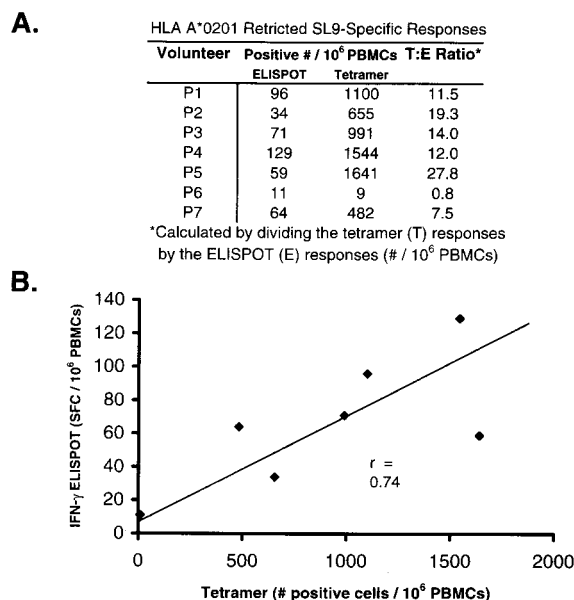 A.
HLA A*0201 Retricted SL9-Specific Responses
Volunteer Positive # / 10⁶ PBMCs T:E Ratio*
ELISPOT Tetramer
P1 96 1100 11.5
P2 34 655 19.3
P3 71 991 14.0
P4 129 1544 12.0
P5 59 1641 27.8
P6 11 9 0.8
P7 64 482 7.5
*Calculated by dividing the tetramer (T) responses
by the ELISPOT (E) responses (# / 10⁶ PBMCs)
B.
IFN-γ ELISPOT (SFC / 10⁶ PBMCs)
140
120
100
80
60
40
20
0
r =
0.74
0 500 1000 1500 2000
Tetramer (# positive cells / 10⁶ PBMCs)